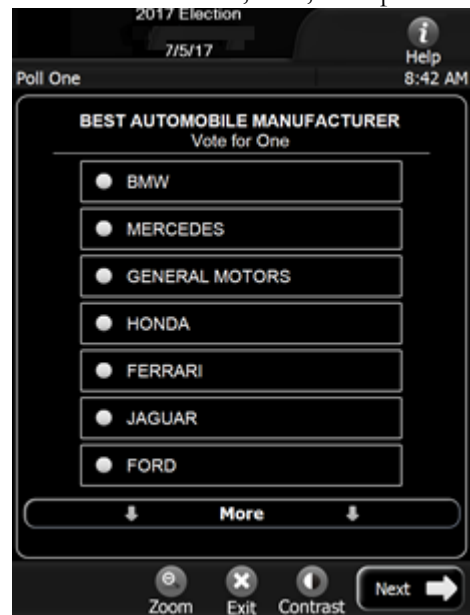 2017 Election
7/5/17
Help
Poll One
8:42 AM
BEST AUTOMOBILE MANUFACTURER
Vote for One
BMW
MERCEDES
GENERAL MOTORS
HONDA
FERRARI
JAGUAR
FORD
More
Zoom
Exit
Contrast
Next